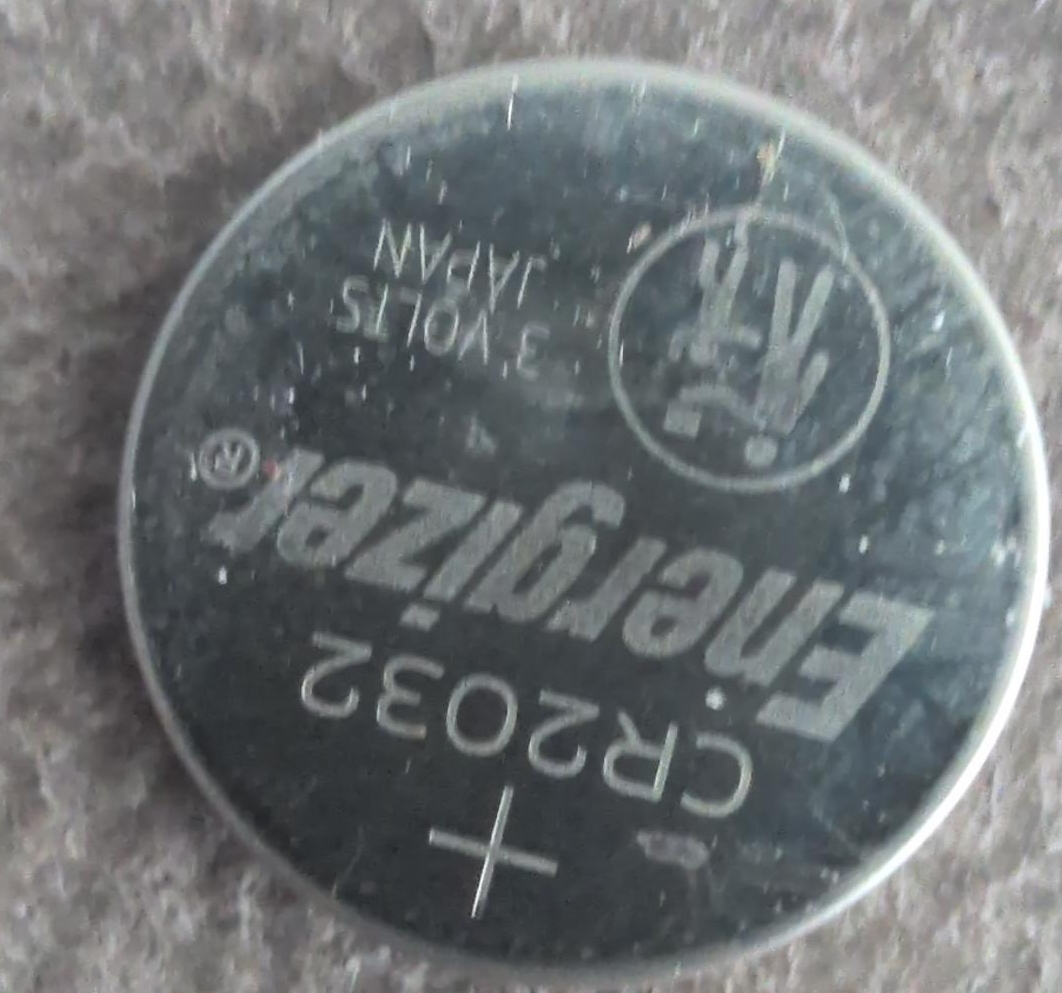 +
CR2032
Energizer®
3 VOLTS
JAPAN